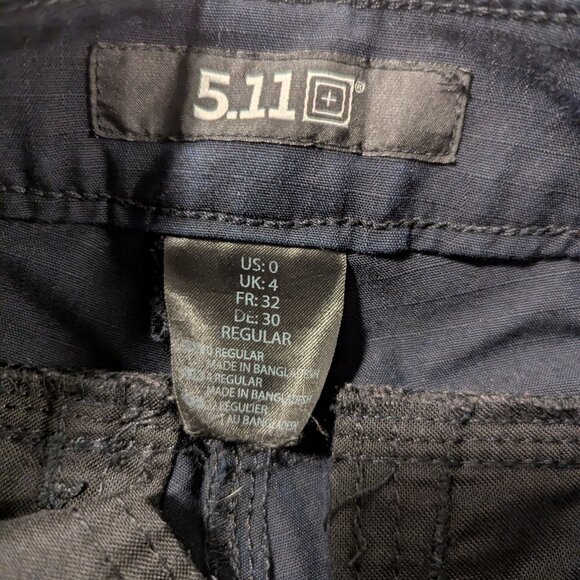 5.11®
US: 0
UK: 4
FR: 32
DE: 30
REGULAR
REGULAR
MADE IN BANGLADESH
REGULAR
MADE IN BANGLADESH
REGULIER
AU BANGLADESH